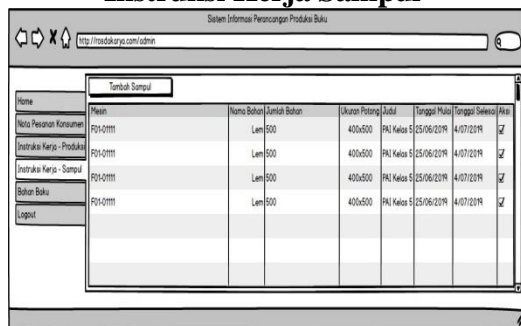 Instruksi Kerja Sampul
Sistem Informasi Perancangan Produksi Buku
http://rosdakarya.com/admin
Tambah Sampul
Home
Nota Pesanan Konsumen
Instruksi Kerja - Produksi
Instruksi Kerja - Sampul
Bahan Baku
Logout
Mesin Nama Bahan Jumlah Bahan Ukuran Potong Judul Tanggal Mulai Tanggal Selesai Aksi
F01-01111 Lem 500 400x500 PAI Kelas 5 25/06/2019 4/07/2019
F01-01111 Lem 500 400x500 PAI Kelas 5 25/06/2019 4/07/2019
F01-01111 Lem 500 400x500 PAI Kelas 5 25/06/2019 4/07/2019
F01-01111 Lem 500 400x500 PAI Kelas 5 25/06/2019 4/07/2019